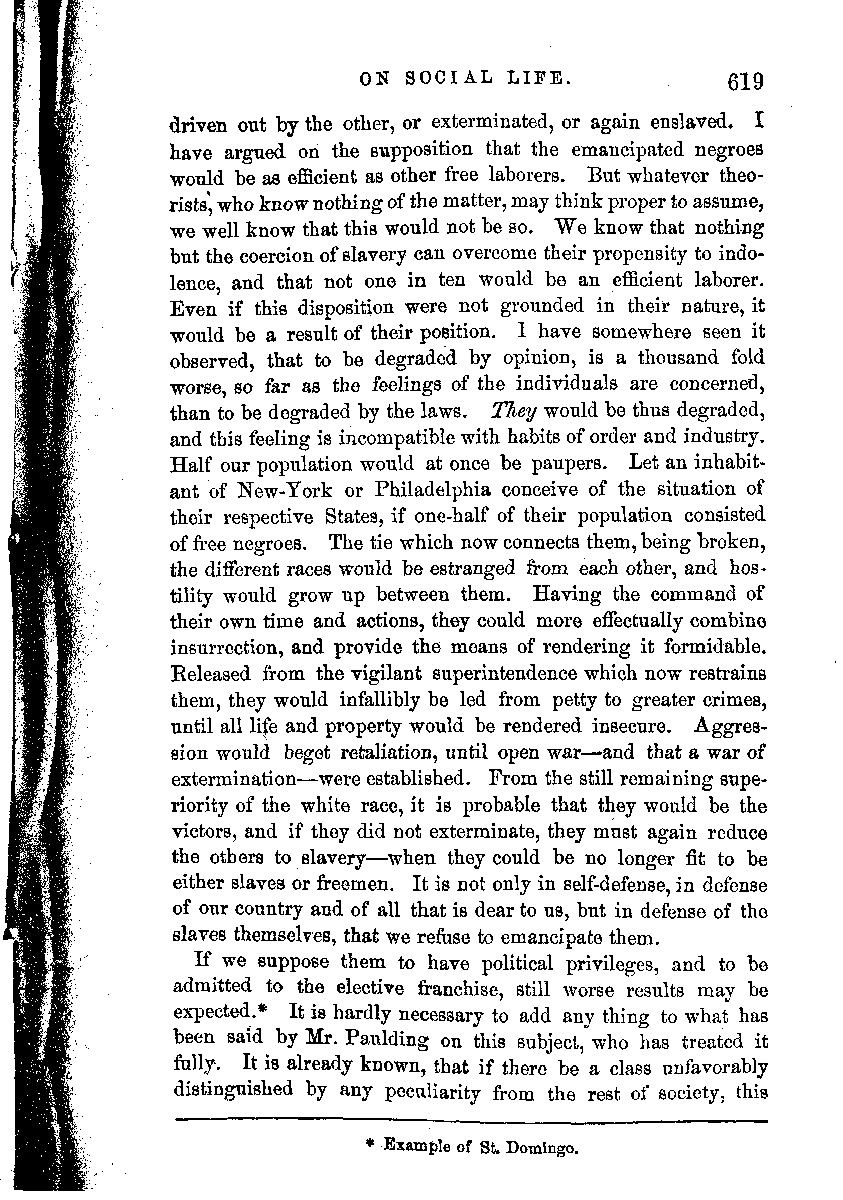 ON SOCIAL LIFE. 619
driven out by the other, or exterminated, or again enslaved. I
have argued on the supposition that the emancipated negroes
would be as efficient as other free laborers. But whatever theo-
rists, who know nothing of the matter, may think proper to assume,
we well know that this would not be so. We know that nothing
but the coercion of slavery can overcome their propensity to indo-
lence, and that not one in ten would be an efficient laborer.
Even if this disposition were not grounded in their nature, it
would be a result of their position. I have somewhere seen it
observed, that to be degraded by opinion, is a thousand fold
worse, so far as the feelings of the individuals are concerned,
than to be degraded by the laws. They would be thus degraded,
and this feeling is incompatible with habits of order and industry.
Half our population would at once be paupers. Let an inhabit-
ant of New-York or Philadelphia conceive of the situation of
their respective States, if one-half of their population consisted
of free negroes. The tie which now connects them, being broken,
the different races would be estranged from each other, and hos-
tility would grow up between them. Having the command of
their own time and actions, they could more effectually combine
insurrection, and provide the means of rendering it formidable.
Released from the vigilant superintendence which now restrains
them, they would infallibly be led from petty to greater crimes,
until all life and property would be rendered insecure. Aggres-
sion would beget retaliation, until open war—and that a war of
extermination—were established. From the still remaining supe-
riority of the white race, it is probable that they would be the
victors, and if they did not exterminate, they must again reduce
the others to slavery—when they could be no longer fit to be
either slaves or freemen. It is not only in self-defense, in defense
of our country and of all that is dear to us, but in defense of the
slaves themselves, that we refuse to emancipate them.
If we suppose them to have political privileges, and to be
admitted to the elective franchise, still worse results may be
expected.* It is hardly necessary to add any thing to what has
been said by Mr. Paulding on this subject, who has treated it
fully. It is already known, that if there be a class unfavorably
distinguished by any peculiarity from the rest of society, this
* Example of St. Domingo.